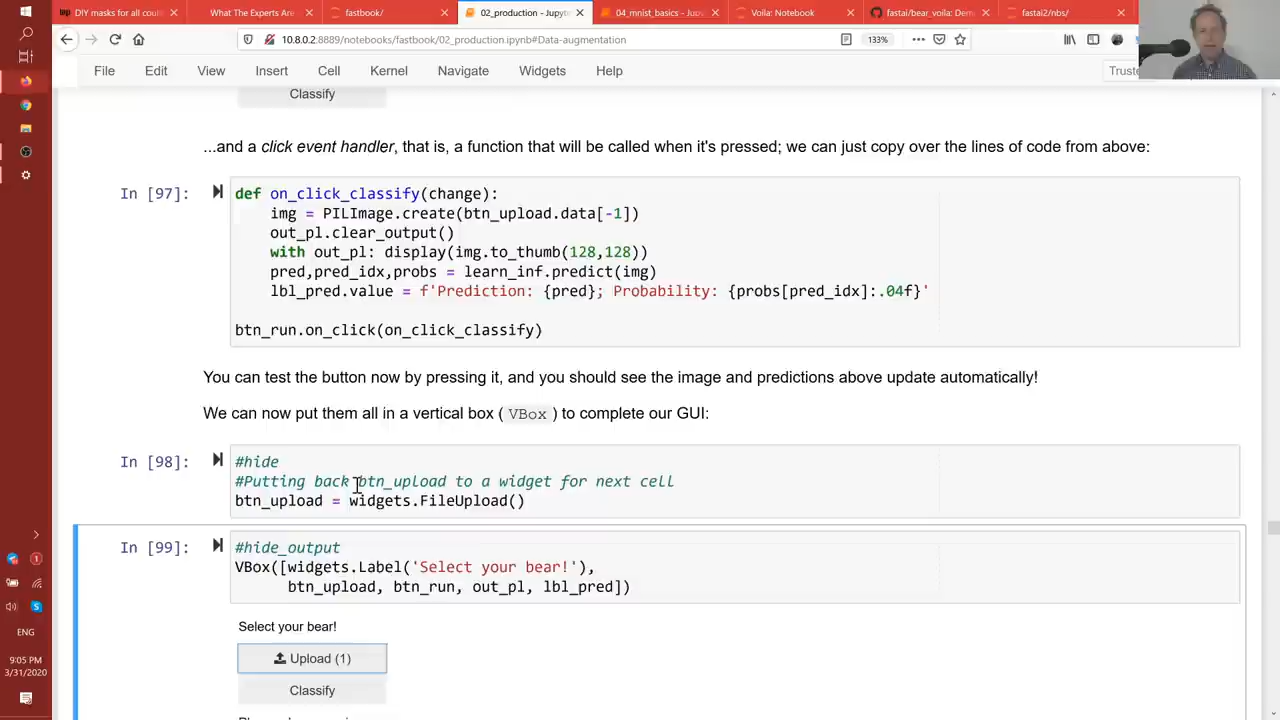 DIY masks for all coul
What The Experts Are
fastbook/
02_production - Jupyte
04_mnist_basics - Jupyt
Voila: Notebook
fastai/bear_voila: Dem
fastai2/nbs/
10.8.0.2:8889/notebooks/fastbook/02_production.ipynb#Data-augmentation
133%
File Edit View Insert Cell Kernel Navigate Widgets Help
Truste
Classify
...and a click event handler, that is, a function that will be called when it's pressed; we can just copy over the lines of code from above:
In [97]:
def on_click_classify(change):
    img = PILImage.create(btn_upload.data[-1])
    out_pl.clear_output()
    with out_pl: display(img.to_thumb(128,128))
    pred,pred_idx,probs = learn_inf.predict(img)
    lbl_pred.value = f'Prediction: {pred}; Probability: {probs[pred_idx]:.04f}'
btn_run.on_click(on_click_classify)
You can test the button now by pressing it, and you should see the image and predictions above update automatically!
We can now put them all in a vertical box ( VBox ) to complete our GUI:
In [98]:
#hide
#Putting back btn_upload to a widget for next cell
btn_upload = widgets.FileUpload()
In [99]:
#hide_output
VBox([widgets.Label('Select your bear!'),
      btn_upload, btn_run, out_pl, lbl_pred])
Select your bear!
Upload (1)
Classify
ENG
9:05 PM
3/31/2020